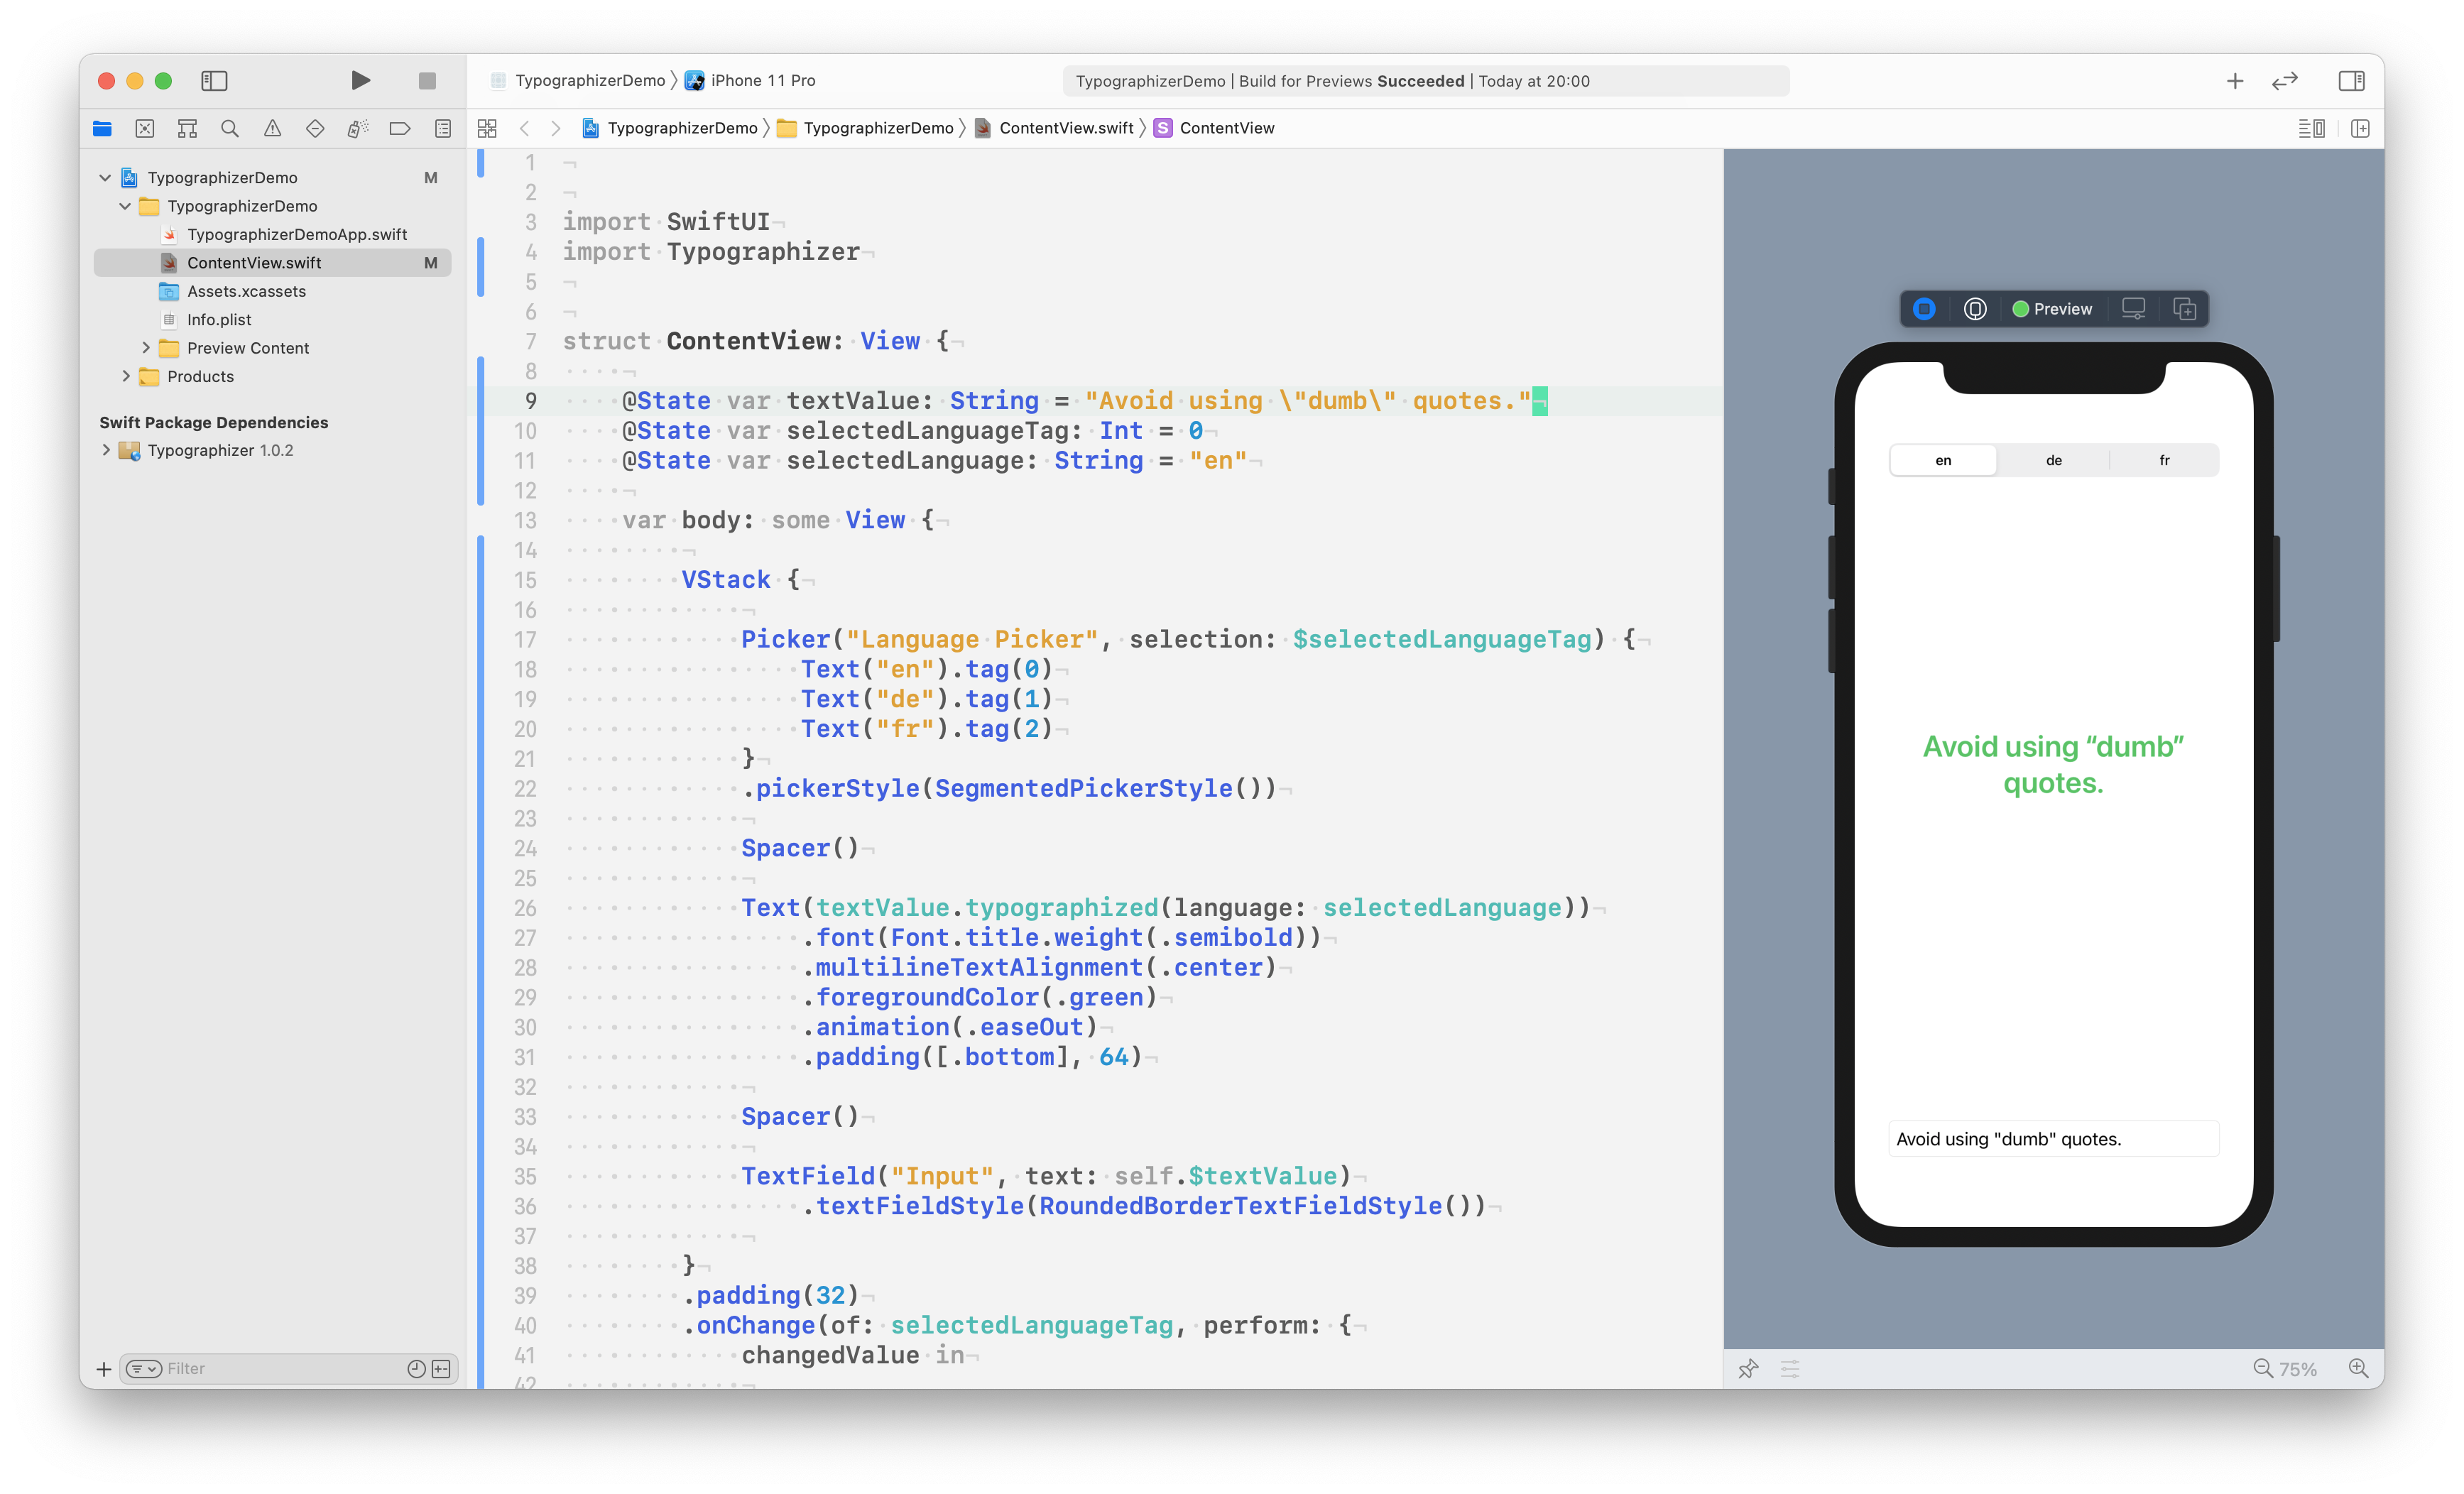 TypographizerDemo
iPhone 11 Pro
TypographizerDemo | Build for Previews Succeeded | Today at 20:00
TypographizerDemo
TypographizerDemo
ContentView.swift
S ContentView
TypographizerDemo M
TypographizerDemo
TypographizerDemoApp.swift
ContentView.swift M
Assets.xcassets
Info.plist
Preview Content
Products
Swift Package Dependencies
Typographizer 1.0.2
Filter
1
2
3 import SwiftUI
4 import Typographizer
5
6
7 struct ContentView: View {
8
9 @State var textValue: String = "Avoid using \"dumb\" quotes."
10 @State var selectedLanguageTag: Int = 0
11 @State var selectedLanguage: String = "en"
12
13 var body: some View {
14
15 VStack {
16
17 Picker("Language Picker", selection: $selectedLanguageTag) {
18 Text("en").tag(0)
19 Text("de").tag(1)
20 Text("fr").tag(2)
21 }
22 .pickerStyle(SegmentedPickerStyle())
23
24 Spacer()
25
26 Text(textValue.typographized(language: selectedLanguage))
27 .font(Font.title.weight(.semibold))
28 .multilineTextAlignment(.center)
29 .foregroundColor(.green)
30 .animation(.easeOut)
31 .padding([.bottom], 64)
32
33 Spacer()
34
35 TextField("Input", text: self.$textValue)
36 .textFieldStyle(RoundedBorderTextFieldStyle())
37
38 }
39 .padding(32)
40 .onChange(of: selectedLanguageTag, perform: {
41 changedValue in
42
Preview
en de fr
Avoid using “dumb”
quotes.
Avoid using "dumb" quotes.
75%